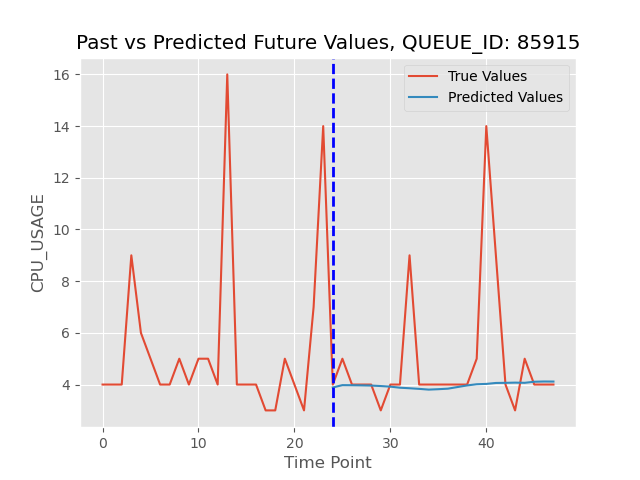 Past vs Predicted Future Values, QUEUE_ID: 85915
True Values
Predicted Values
CPU_USAGE
16
14
12
10
8
6
4
0
10
20
30
40
Time Point